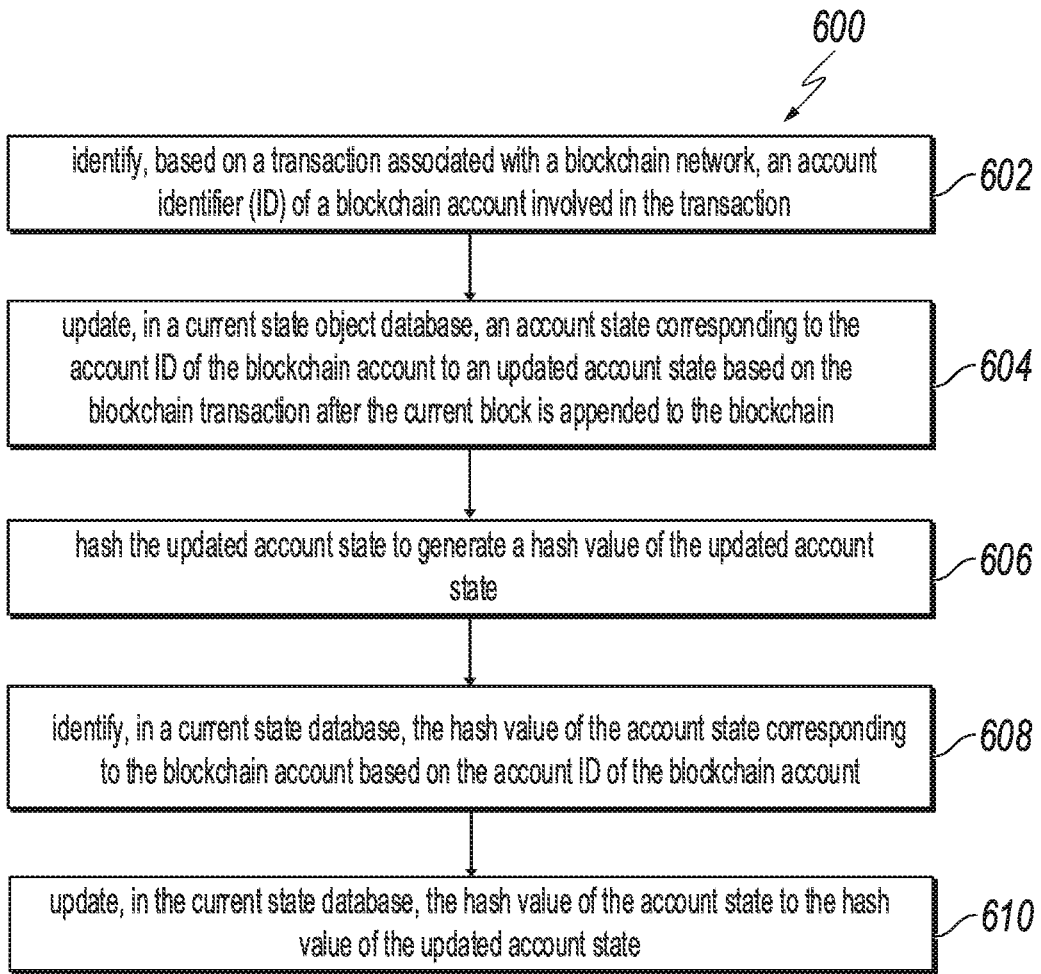 600
identify, based on a transaction associated with a blockchain network, an account
identifier (ID) of a blockchain account involved in the transaction
602
update, in a current state object database, an account state corresponding to the
account ID of the blockchain account to an updated account state based on the
blockchain transaction after the current block is appended to the blockchain
604
hash the updated account state to generate a hash value of the updated account
state
606
identify, in a current state database, the hash value of the account state corresponding
to the blockchain account based on the account ID of the blockchain account
608
update, in the current state database, the hash value of the account state to the hash
value of the updated account state
610